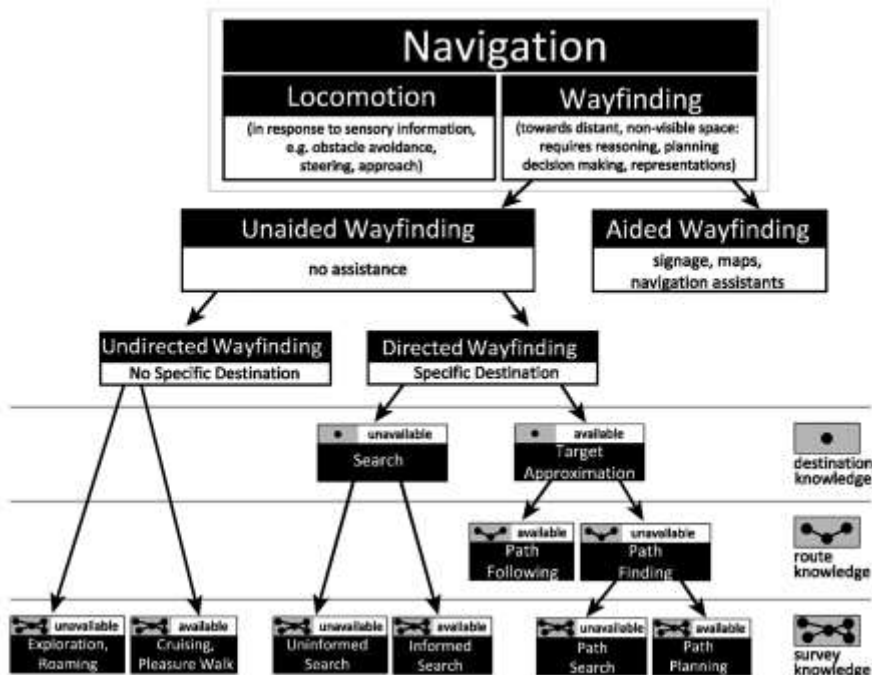 Navigation
Locomotion
(in response to sensory information,
e.g. obstacle avoidance,
steering, approach)
Wayfinding
(towards distant, non-visible space:
requires reasoning, planning
decision making, representations)
Unaided Wayfinding
no assistance
Aided Wayfinding
signage, maps,
navigation assistants
Undirected Wayfinding
No Specific Destination
Directed Wayfinding
Specific Destination
unavailable
Search
available
Target
Approximation
destination
knowledge
available
Path
Following
unavailable
Path
Finding
route
knowledge
unavailable
Exploration,
Roaming
available
Cruising,
Pleasure Walk
unavailable
Uninformed
Search
available
Informed
Search
unavailable
Path
Search
available
Path
Planning
survey
knowledge